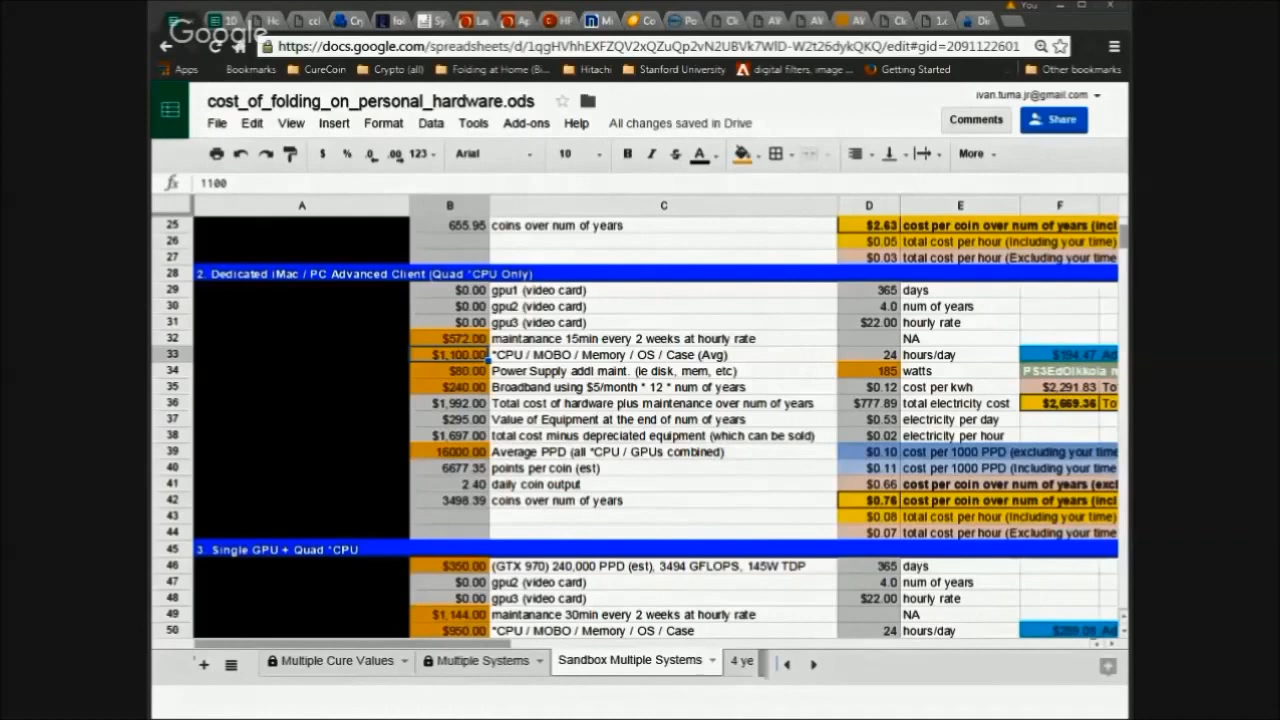 You
Google
https://docs.google.com/spreadsheets/d/1qgHVhhEXFZQV2xQZuQp2vN2UBVk7WlD-W2t26dykQKQ/edit#gid=2091122601
Apps Bookmarks CureCoin Crypto (all) Folding at Home (Bi... Hitachi Stanford University digital filters, image ... Getting Started Other bookmarks
cost_of_folding_on_personal_hardware.ods
ivan.tuma.jr@gmail.com
File Edit View Insert Format Data Tools Add-ons Help All changes saved in Drive Comments Share
$ % .0 .00 123 Arial 10 B I S A More
fx 1100
A B C D E F
25 655.95 coins over num of years $2.63 cost per coin over num of years (incl
26 $0.05 total cost per hour (Including your time)
27 $0.03 total cost per hour (Excluding your time
28 2. Dedicated iMac / PC Advanced Client (Quad *CPU Only)
29 $0.00 gpu1 (video card) 365 days
30 $0.00 gpu2 (video card) 4.0 num of years
31 $0.00 gpu3 (video card) $22.00 hourly rate
32 $572.00 maintanance 15min every 2 weeks at hourly rate NA
33 $1,100.00 *CPU / MOBO / Memory / OS / Case (Avg) 24 hours/day $194.47 Ad
34 $80.00 Power Supply addl maint. (ie disk, mem, etc) 185 watts PS3EdOlkkola m
35 $240.00 Broadband using $5/month * 12 * num of years $0.12 cost per kwh $2,291.83 To
36 $1,992.00 Total cost of hardware plus maintenance over num of years $777.89 total electricity cost $2,669.36 To
37 $295.00 Value of Equipment at the end of num of years $0.53 electricity per day
38 $1,697.00 total cost minus depreciated equipment (which can be sold) $0.02 electricity per hour
39 16000.00 Average PPD (all *CPU / GPUs combined) $0.10 cost per 1000 PPD (excluding your time
40 6677.35 points per coin (est) $0.11 cost per 1000 PPD (Including your time
41 2.40 daily coin output $0.66 cost per coin over num of years (excl
42 3498.39 coins over num of years $0.76 cost per coin over num of years (incl
43 $0.08 total cost per hour (Including your time)
44 $0.07 total cost per hour (Excluding your time
45 3. Single GPU + Quad *CPU
46 $350.00 (GTX 970) 240,000 PPD (est), 3494 GFLOPS, 145W TDP 365 days
47 $0.00 gpu2 (video card) 4.0 num of years
48 $0.00 gpu3 (video card) $22.00 hourly rate
49 $1,144.00 maintanance 30min every 2 weeks at hourly rate NA
50 $950.00 *CPU / MOBO / Memory / OS / Case 24 hours/day Ad
Multiple Cure Values Multiple Systems Sandbox Multiple Systems 4 ye